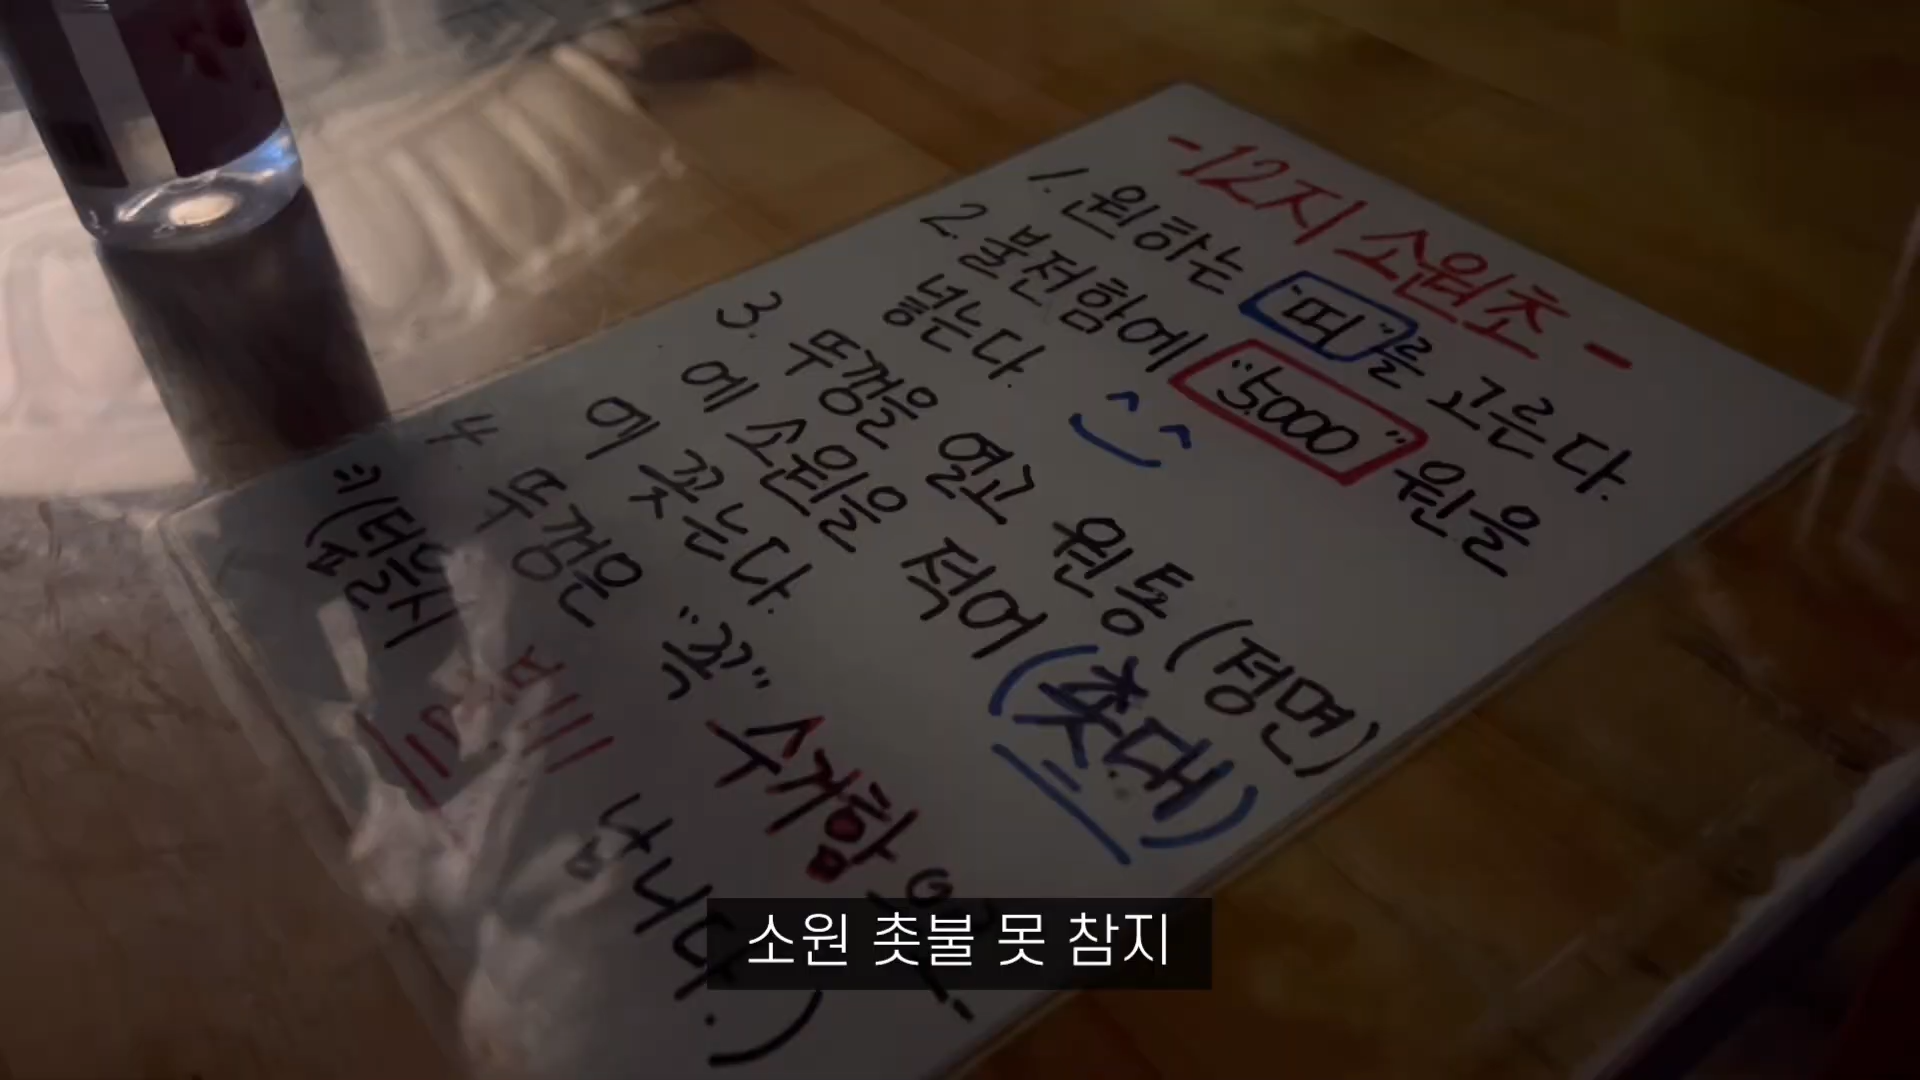 -12지 소원초-
1. 원하는 "띠"를 고른다.
2. 불전함에 "5.000"원을
넣는다. ^^
3. 뚜껑을 열고 원통(정면)
에 소원을 적어 (촛대)
에 꽂는다.
4. 뚜껑은 "꼭" 수거함
소원 촛불 못 참지